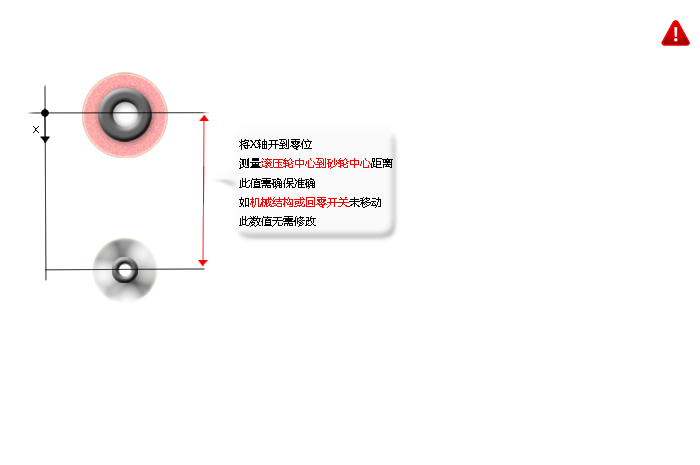 X
将X轴开到零位
测量滚压轮中心到砂轮中心距离
此值需确保准确
如机械结构或回零开关未移动
此数值无需修改